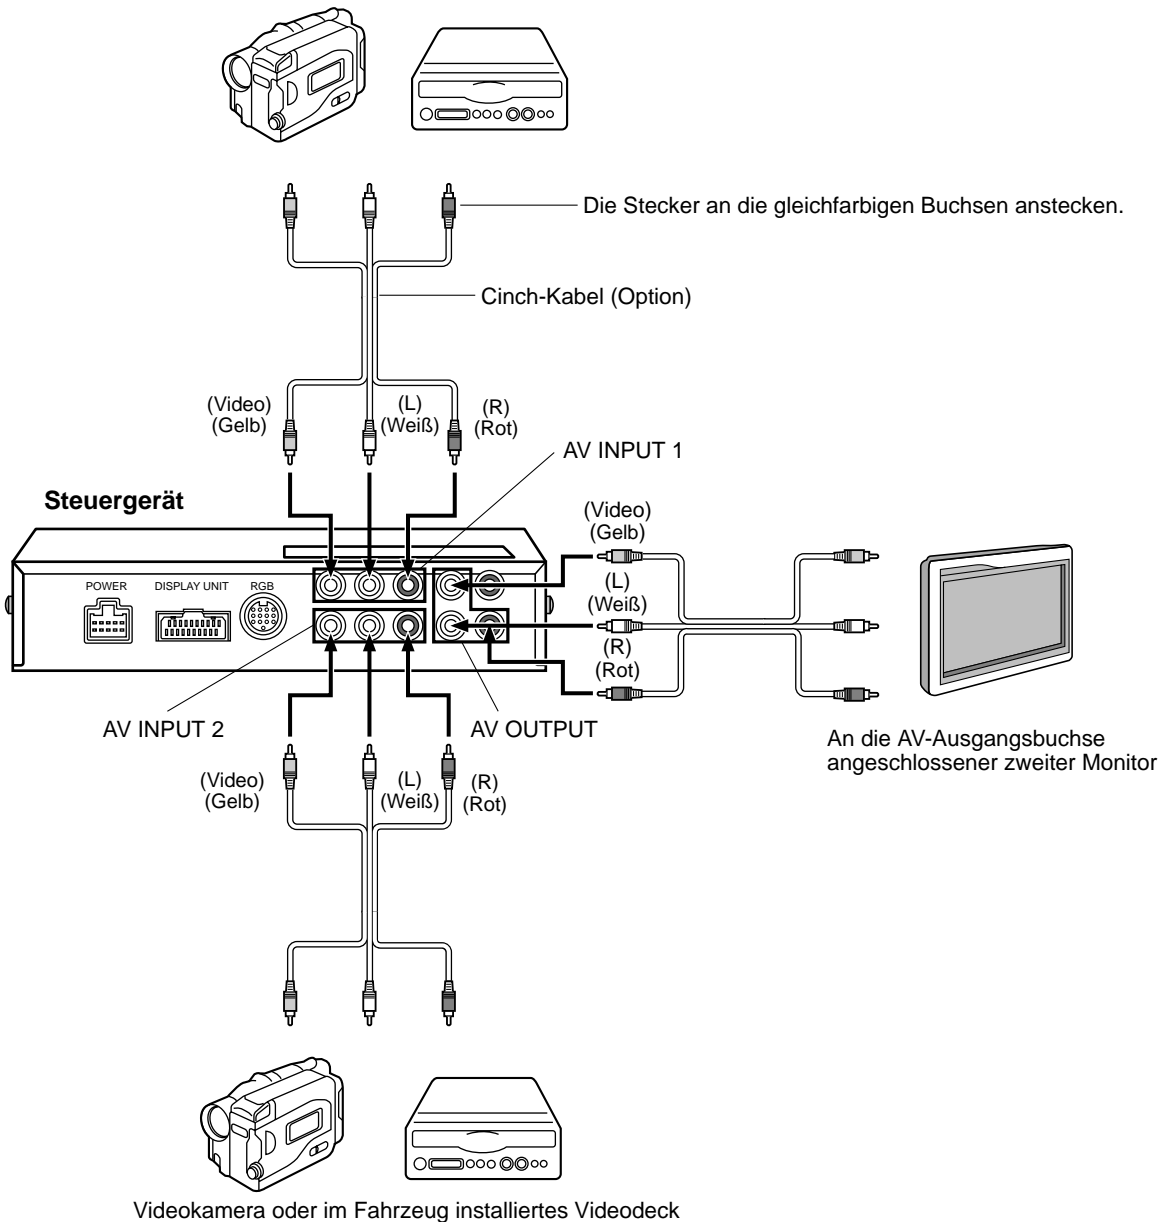 Die Stecker an die gleichfarbigen Buchsen anstecken.
Cinch-Kabel (Option)
(Video)
(Gelb)
(L)
(Weiß)
(R)
(Rot)
AV INPUT 1
Steuergerät
(Video)
(Gelb)
POWER
DISPLAY UNIT
RGB
(L)
(Weiß)
(R)
(Rot)
AV INPUT 2
AV OUTPUT
An die AV-Ausgangsbuchse
angeschlossener zweiter Monitor
(Video)
(Gelb)
(L)
(Weiß)
(R)
(Rot)
Videokamera oder im Fahrzeug installiertes Videodeck